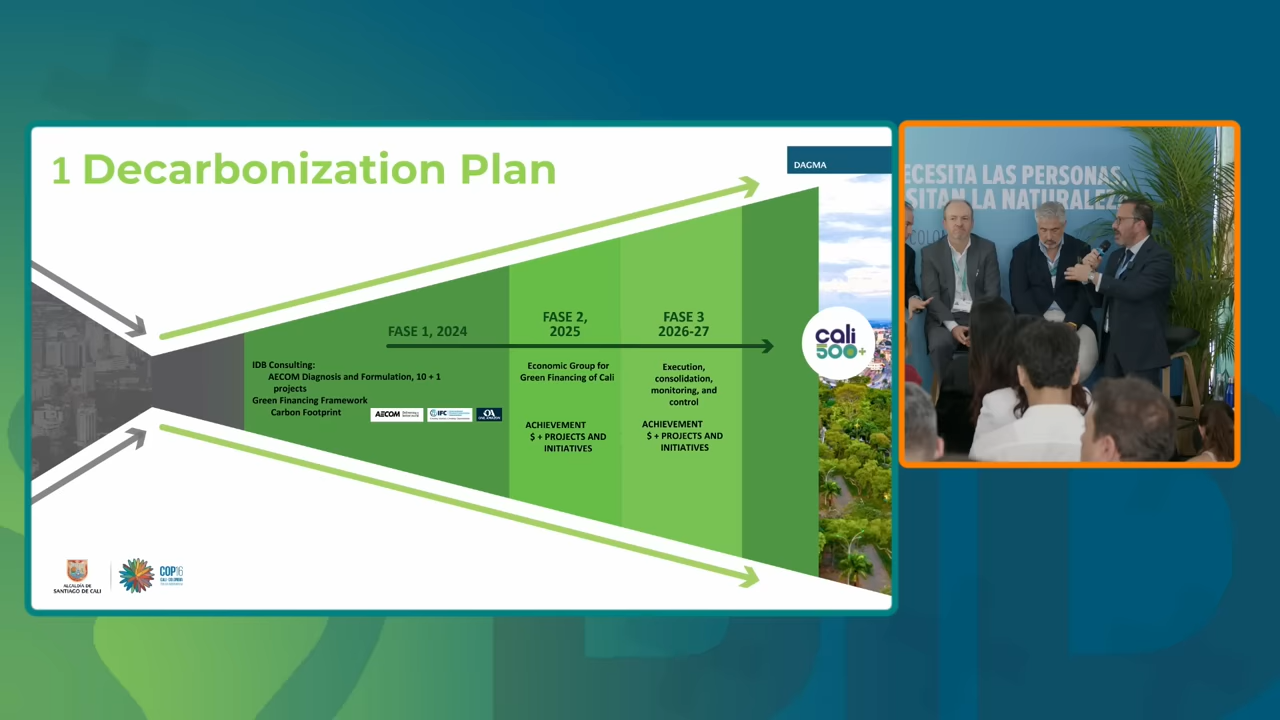 1 Decarbonization Plan
DAGMA
FASE 1, 2024
IDB Consulting:
AECOM Diagnosis and Formulation, 10 + 1
projects
Green Financing Framework
Carbon Footprint
AECOM
IFC
FASE 2,
2025
Economic Group for
Green Financing of Cali
ACHIEVEMENT
$ + PROJECTS AND
INITIATIVES
FASE 3
2026-27
Execution,
consolidation,
monitoring, and
control
ACHIEVEMENT
$ + PROJECTS AND
INITIATIVES
cali
500+
ALCALDÍA DE
SANTIAGO DE CALI
COP16
CALI - COLOMBIA
ECESITA LAS PERSONAS,
SITAN LA NATURALEZ
COLOM